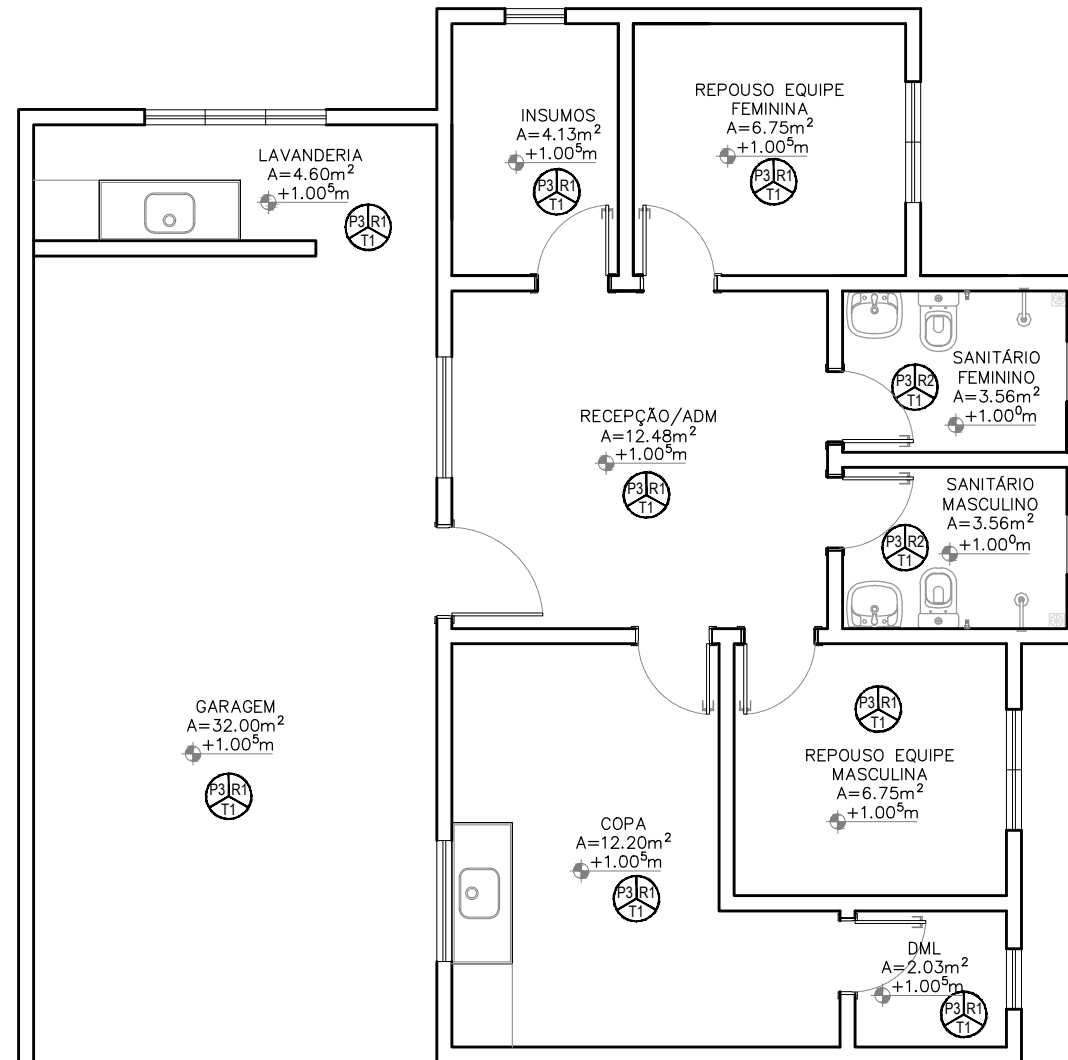 INSUMOS
A=4.13m²
+1.00⁵m
P3 R1
T1
REPOUSO EQUIPE
FEMININA
A=6.75m²
+1.00⁵m
P3 R1
T1
LAVANDERIA
A=4.60m²
+1.00⁵m
P3 R1
T1
SANITÁRIO
FEMININO
A=3.56m²
+1.00⁰m
P3 R2
T1
RECEPÇÃO/ADM
A=12.48m²
+1.00⁵m
P3 R1
T1
SANITÁRIO
MASCULINO
A=3.56m²
+1.00⁰m
P3 R2
T1
GARAGEM
A=32.00m²
+1.00⁵m
P3 R1
T1
P3 R1
T1
REPOUSO EQUIPE
MASCULINA
A=6.75m²
+1.00⁵m
COPA
A=12.20m²
+1.00⁵m
P3 R1
T1
DML
A=2.03m²
+1.00⁵m
P3 R1
T1